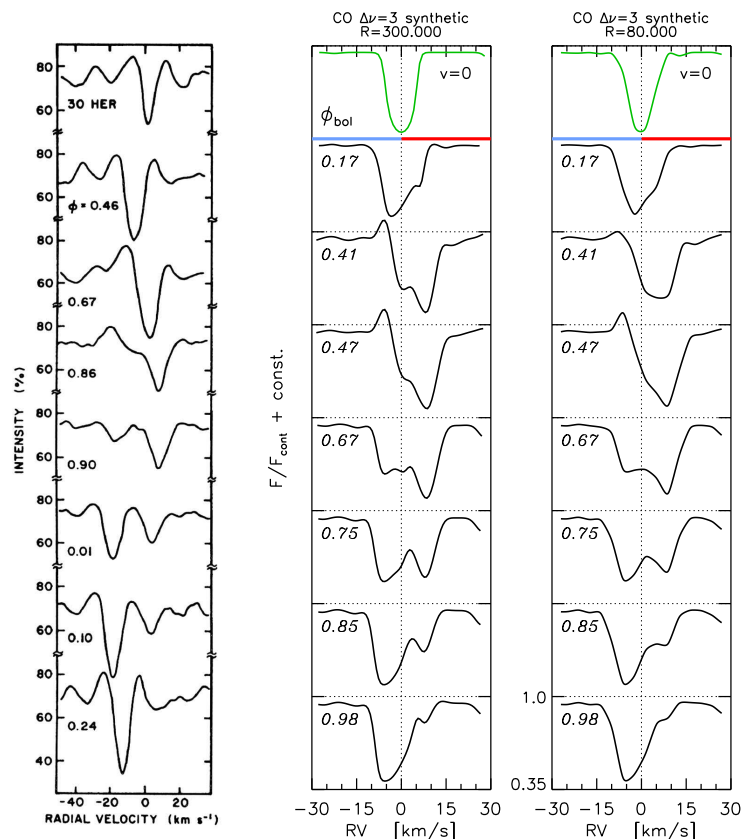 80
60
30 HER
80
60
φ = 0.46
80
60
0.67
80
60
0.86
80
60
0.90
80
60
0.01
80
60
0.10
80
60
40
0.24
INTENSITY (%)
-40 -20 0 20
RADIAL VELOCITY (km s⁻¹)
CO Δν=3 synthetic
R=300.000
v=0
ϕbol
0.17
0.41
0.47
0.67
0.75
0.85
0.98
F/Fcont + const.
−30 −15 0 15 30
RV [km/s]
CO Δν=3 synthetic
R=80.000
v=0
0.17
0.41
0.47
0.67
0.75
0.85
1.0
0.98
0.35
−30 −15 0 15 30
RV [km/s]